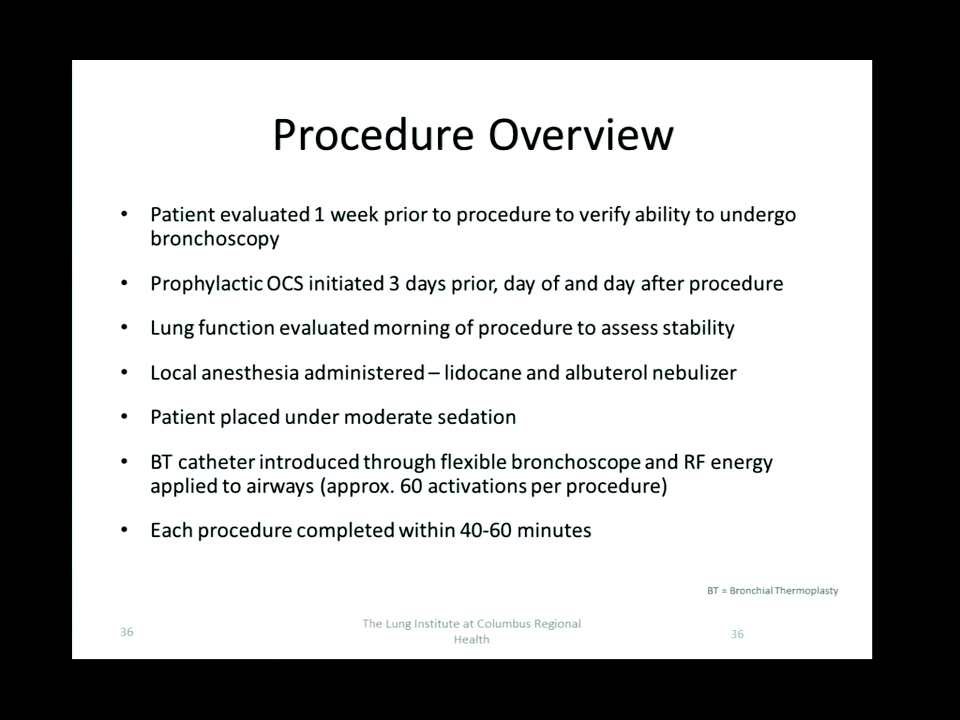 Procedure Overview
• Patient evaluated 1 week prior to procedure to verify ability to undergo
bronchoscopy
• Prophylactic OCS initiated 3 days prior, day of and day after procedure
• Lung function evaluated morning of procedure to assess stability
• Local anesthesia administered – lidocane and albuterol nebulizer
• Patient placed under moderate sedation
• BT catheter introduced through flexible bronchoscope and RF energy
applied to airways (approx. 60 activations per procedure)
• Each procedure completed within 40-60 minutes
BT = Bronchial Thermoplasty
36
The Lung Institute at Columbus Regional
Health
36